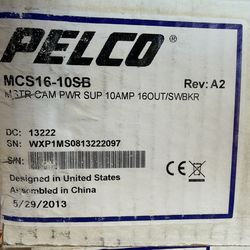 PELCO
MCS16-10SB Rev: A2
MSTR CAM PWR SUP 10AMP 16OUT/SWBKR
DC: 13222
SN: WXP1MS0813222097
S/N:
CE
Designed in United States
Assembled in China
5/29/2013